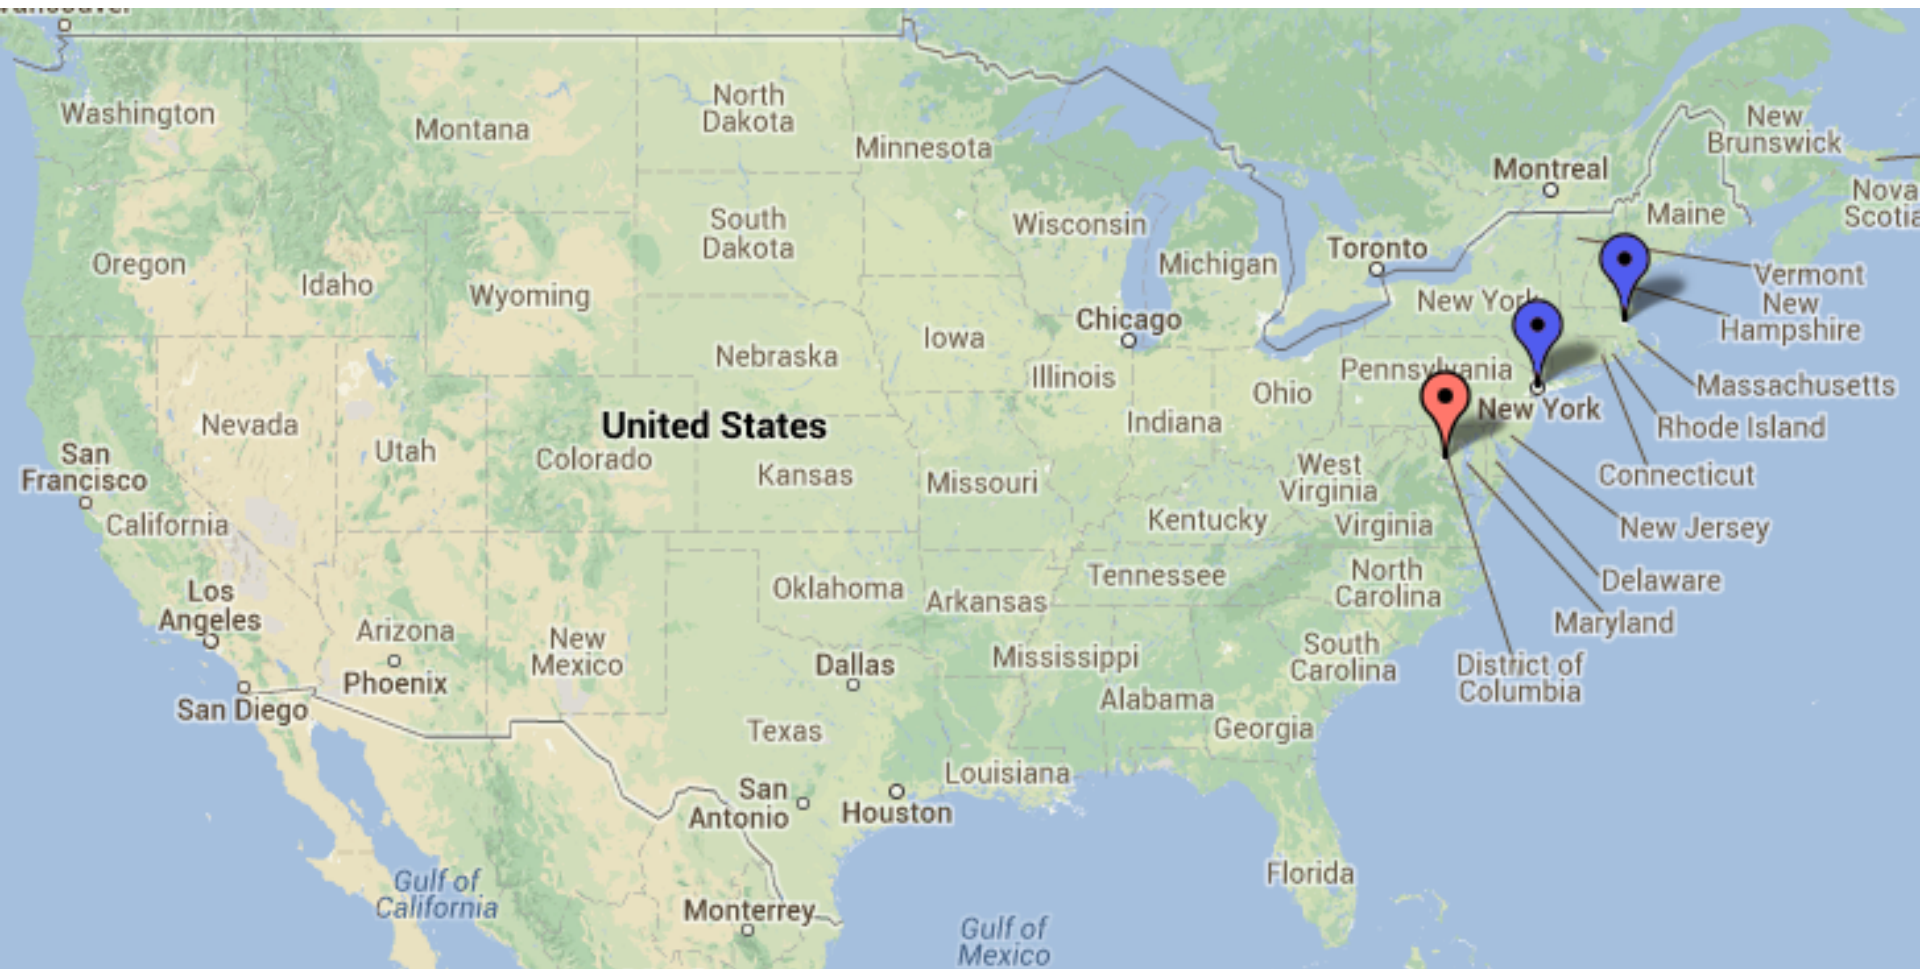 Washington
Montana
North
Dakota
Minnesota
Montreal
New
Brunswick
Nova
Scotia
Maine
Oregon
Idaho
Wyoming
South
Dakota
Wisconsin
Michigan
Toronto
Vermont
New
Hampshire
New York
Chicago
Iowa
Nebraska
Illinois
Indiana
Ohio
Pennsylvania
Massachusetts
New York
Rhode Island
Connecticut
Nevada
Utah
Colorado
United States
Kansas
Missouri
West
Virginia
Virginia
Kentucky
New Jersey
San
Francisco
California
Delaware
Maryland
District of
Columbia
Los
Angeles
Arizona
Phoenix
New
Mexico
Oklahoma
Arkansas
Tennessee
North
Carolina
South
Carolina
San Diego
Dallas
Mississippi
Alabama
Georgia
Texas
Louisiana
San
Antonio
Houston
Florida
Gulf of
California
Monterrey
Gulf of
Mexico